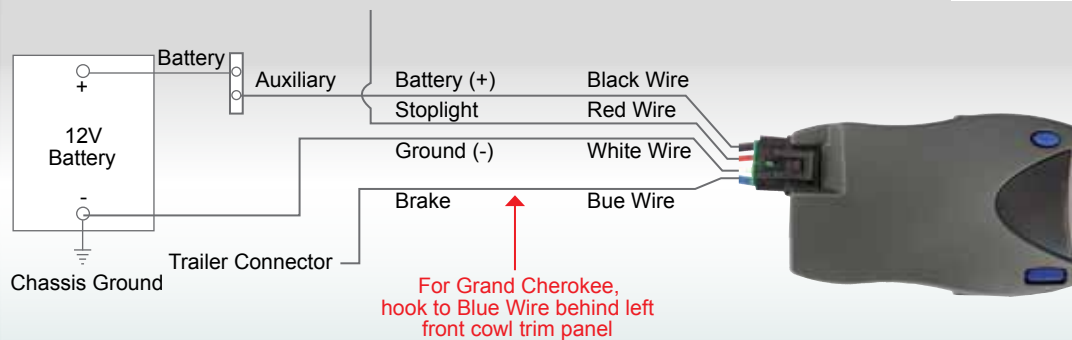 Battery
+
12V
Battery
-
Chassis Ground
Auxiliary
Battery (+) Black Wire
Stoplight Red Wire
Ground (-) White Wire
Brake Bue Wire
Trailer Connector
For Grand Cherokee,
hook to Blue Wire behind left
front cowl trim panel